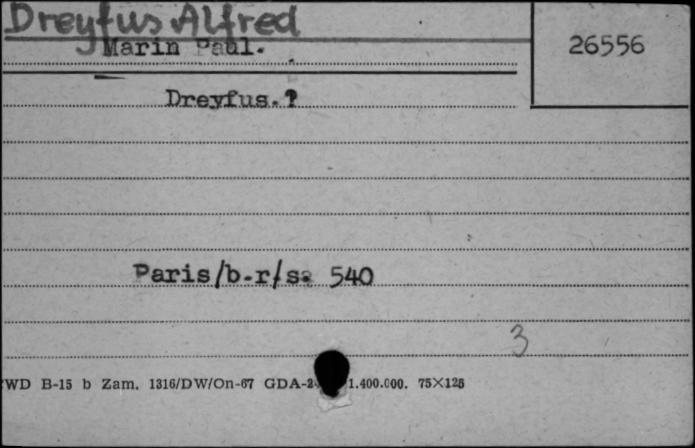 Dreyfus Alfred
26556
Marin Paul.
Dreyfus.?
Paris/b.r/s. 540
3
WD B-15 b Zam. 1316/DW/On-67 GDA-2 1.400.000. 75X125